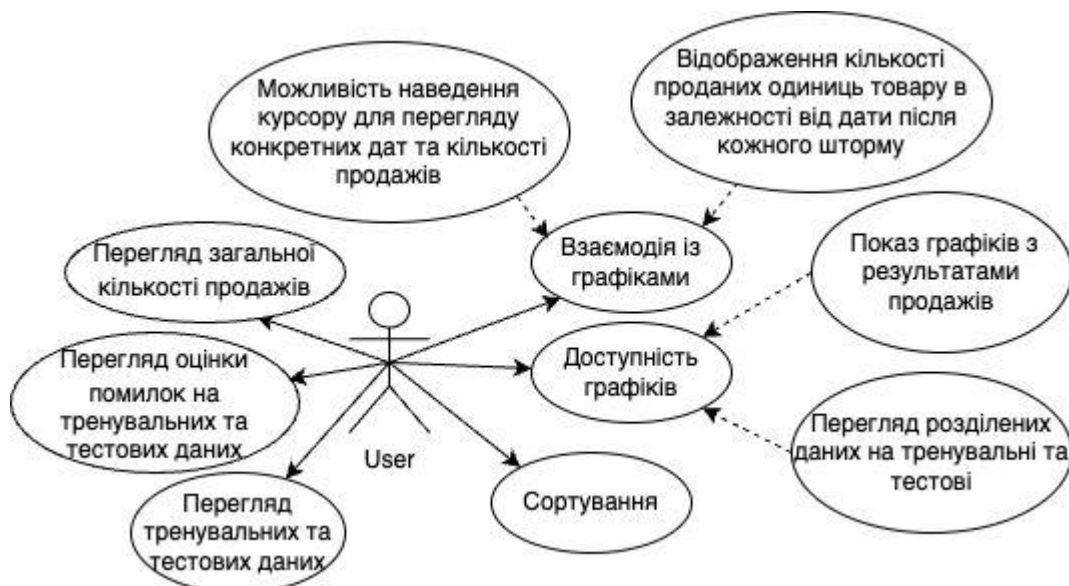 Можливість наведення
курсору для перегляду
конкретних дат та кількості
продажів
Відображення кількості
проданих одиниць товару в
залежності від дати після
кожного шторму
Перегляд загальної
кількості продажів
Взаємодія із
графіками
Показ графіків з
результатами
продажів
Перегляд оцінки
помилок на
тренувальних та
тестових даних
Доступність
графіків
Перегляд розділених
даних на тренувальні та
тестові
User
Перегляд
тренувальних та
тестових даних
Сортування